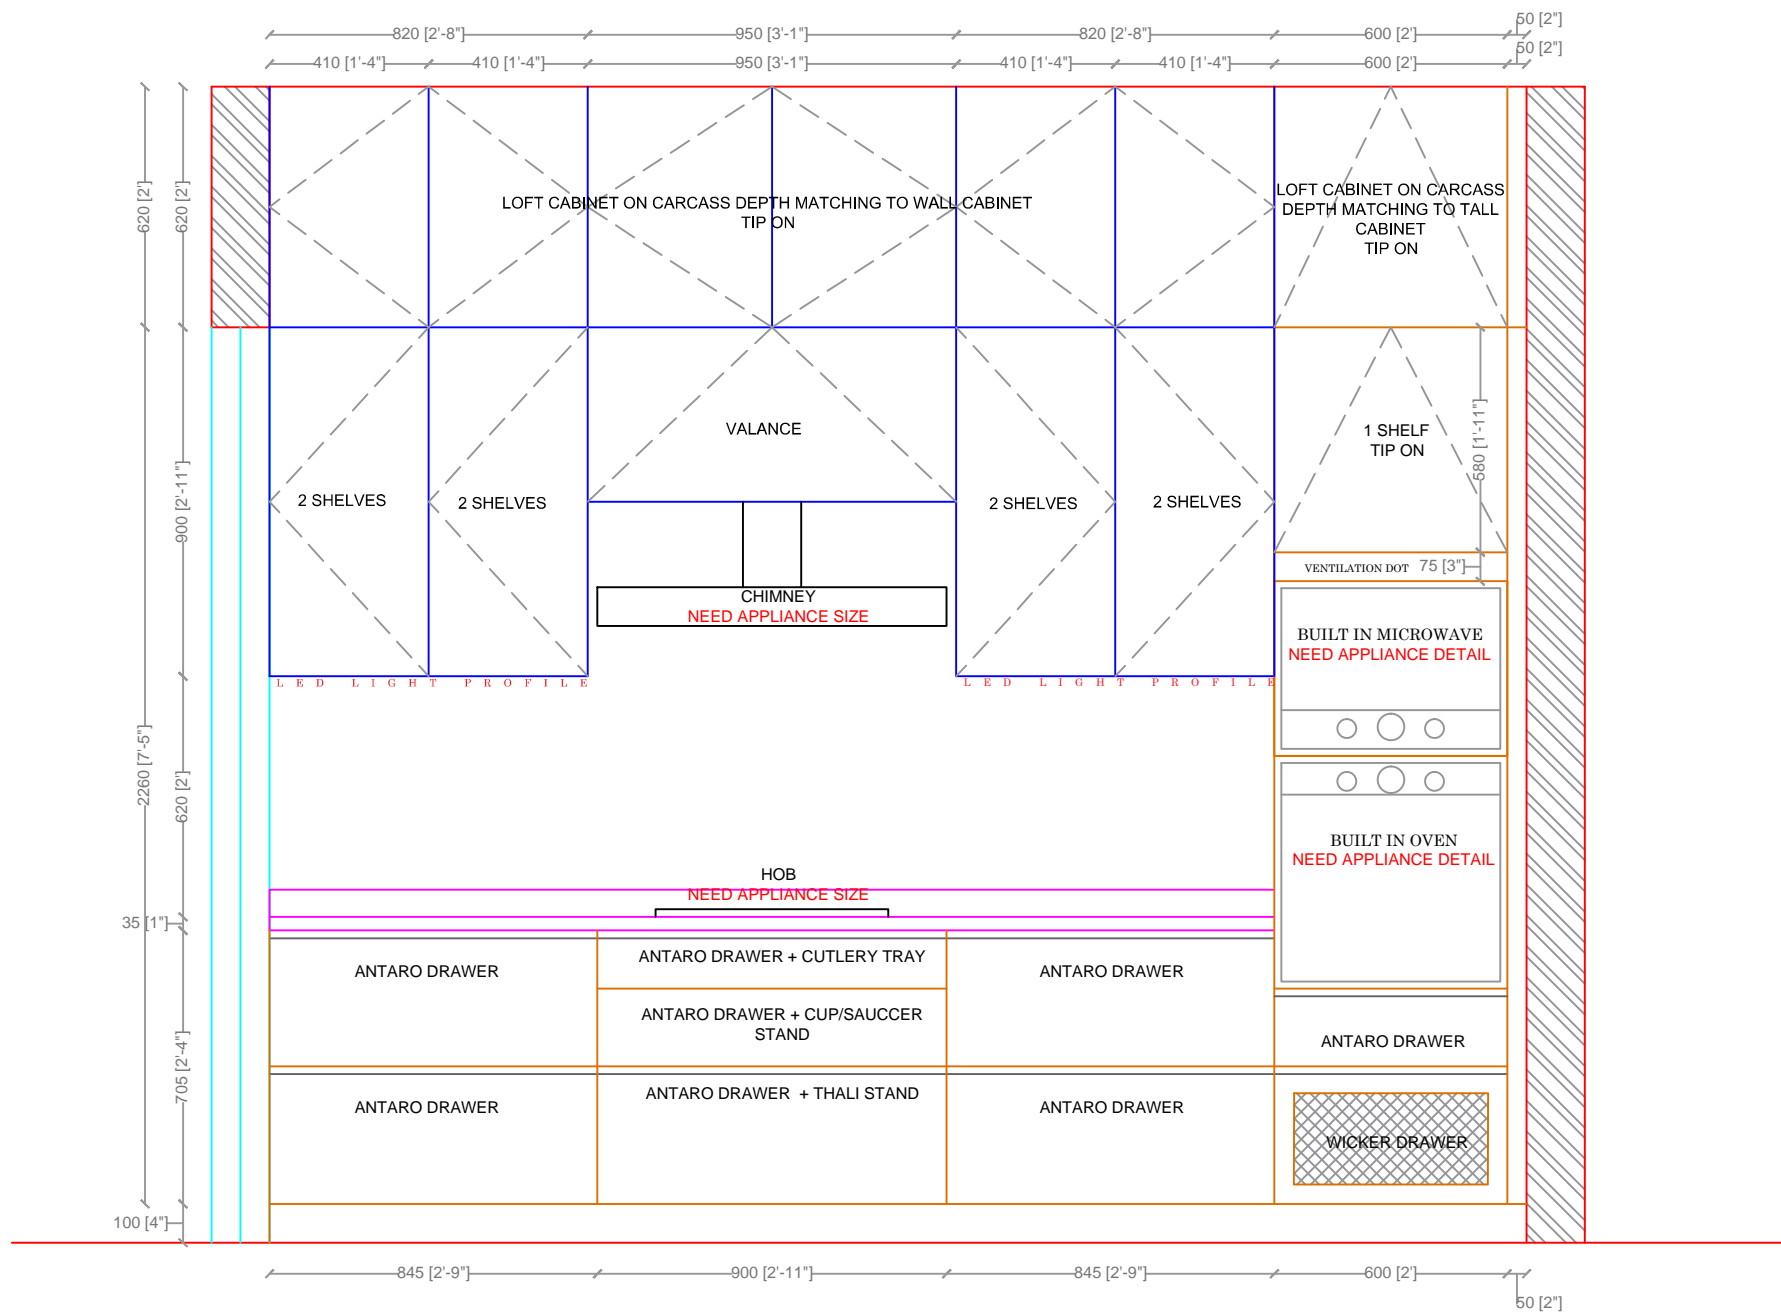 50 [2"]
820 [2'-8"]
950 [3'-1"]
820 [2'-8"]
600 [2']
50 [2"]
410 [1'-4"]
410 [1'-4"]
950 [3'-1"]
410 [1'-4"]
410 [1'-4"]
600 [2']
620 [2']
620 [2']
LOFT CABINET ON CARCASS DEPTH MATCHING TO WALL CABINET
TIP ON
LOFT CABINET ON CARCASS
DEPTH MATCHING TO TALL
CABINET
TIP ON
900 [2'-11"]
2 SHELVES
2 SHELVES
VALANCE
2 SHELVES
2 SHELVES
1 SHELF
TIP ON
580 [1'-11"]
VENTILATION DOT
75 [3"]
CHIMNEY
NEED APPLIANCE SIZE
BUILT IN MICROWAVE
NEED APPLIANCE DETAIL
LED LIGHT PROFILE
LED LIGHT PROFILE
2260 [7'-5"]
620 [2']
BUILT IN OVEN
NEED APPLIANCE DETAIL
HOB
NEED APPLIANCE SIZE
35 [1"]
ANTARO DRAWER
ANTARO DRAWER + CUTLERY TRAY
ANTARO DRAWER
ANTARO DRAWER + CUP/SAUCCER
STAND
ANTARO DRAWER
705 [2'-4"]
ANTARO DRAWER
ANTARO DRAWER + THALI STAND
ANTARO DRAWER
WICKER DRAWER
100 [4"]
845 [2'-9"]
900 [2'-11"]
845 [2'-9"]
600 [2']
50 [2"]